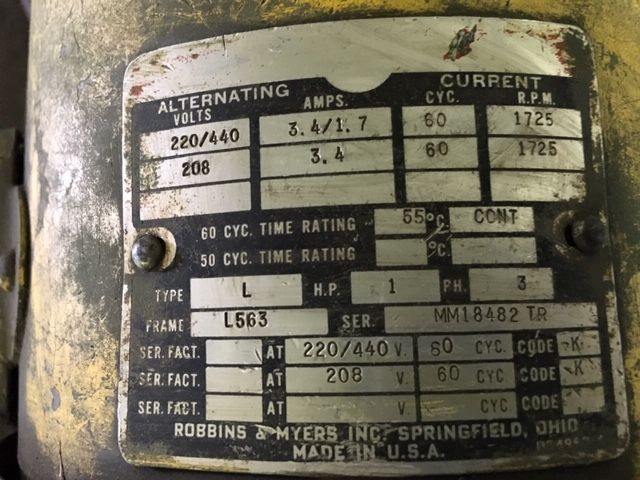 ALTERNATING CURRENT
VOLTS AMPS. CYC. R.P.M.
220/440 3.4/1.7 60 1725
208 3.4 60 1725
60 CYC. TIME RATING 55°C CONT
50 CYC. TIME RATING °C.
TYPE L H.P. 1 PH. 3
FRAME L563 SER. MM18482 TR
SER. FACT. AT 220/440 V. 60 CYC. CODE K
SER. FACT. AT 208 V. 60 CYC. CODE K
SER. FACT. AT V. CYC CODE
ROBBINS & MYERS INC. SPRINGFIELD, OHIO
MADE IN U.S.A.